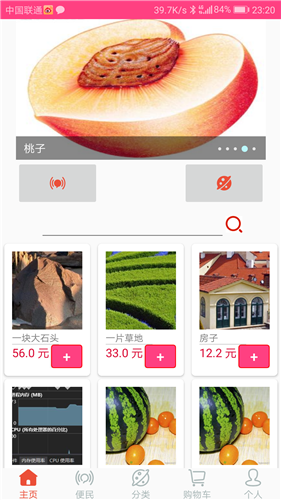 中国联通 39.7K/s 84% 23:20
桃子
一块大石头 一片草地 房子
56.0 元 + 33.0 元 + 12.2 元 +
主页 便民 分类 购物车 个人